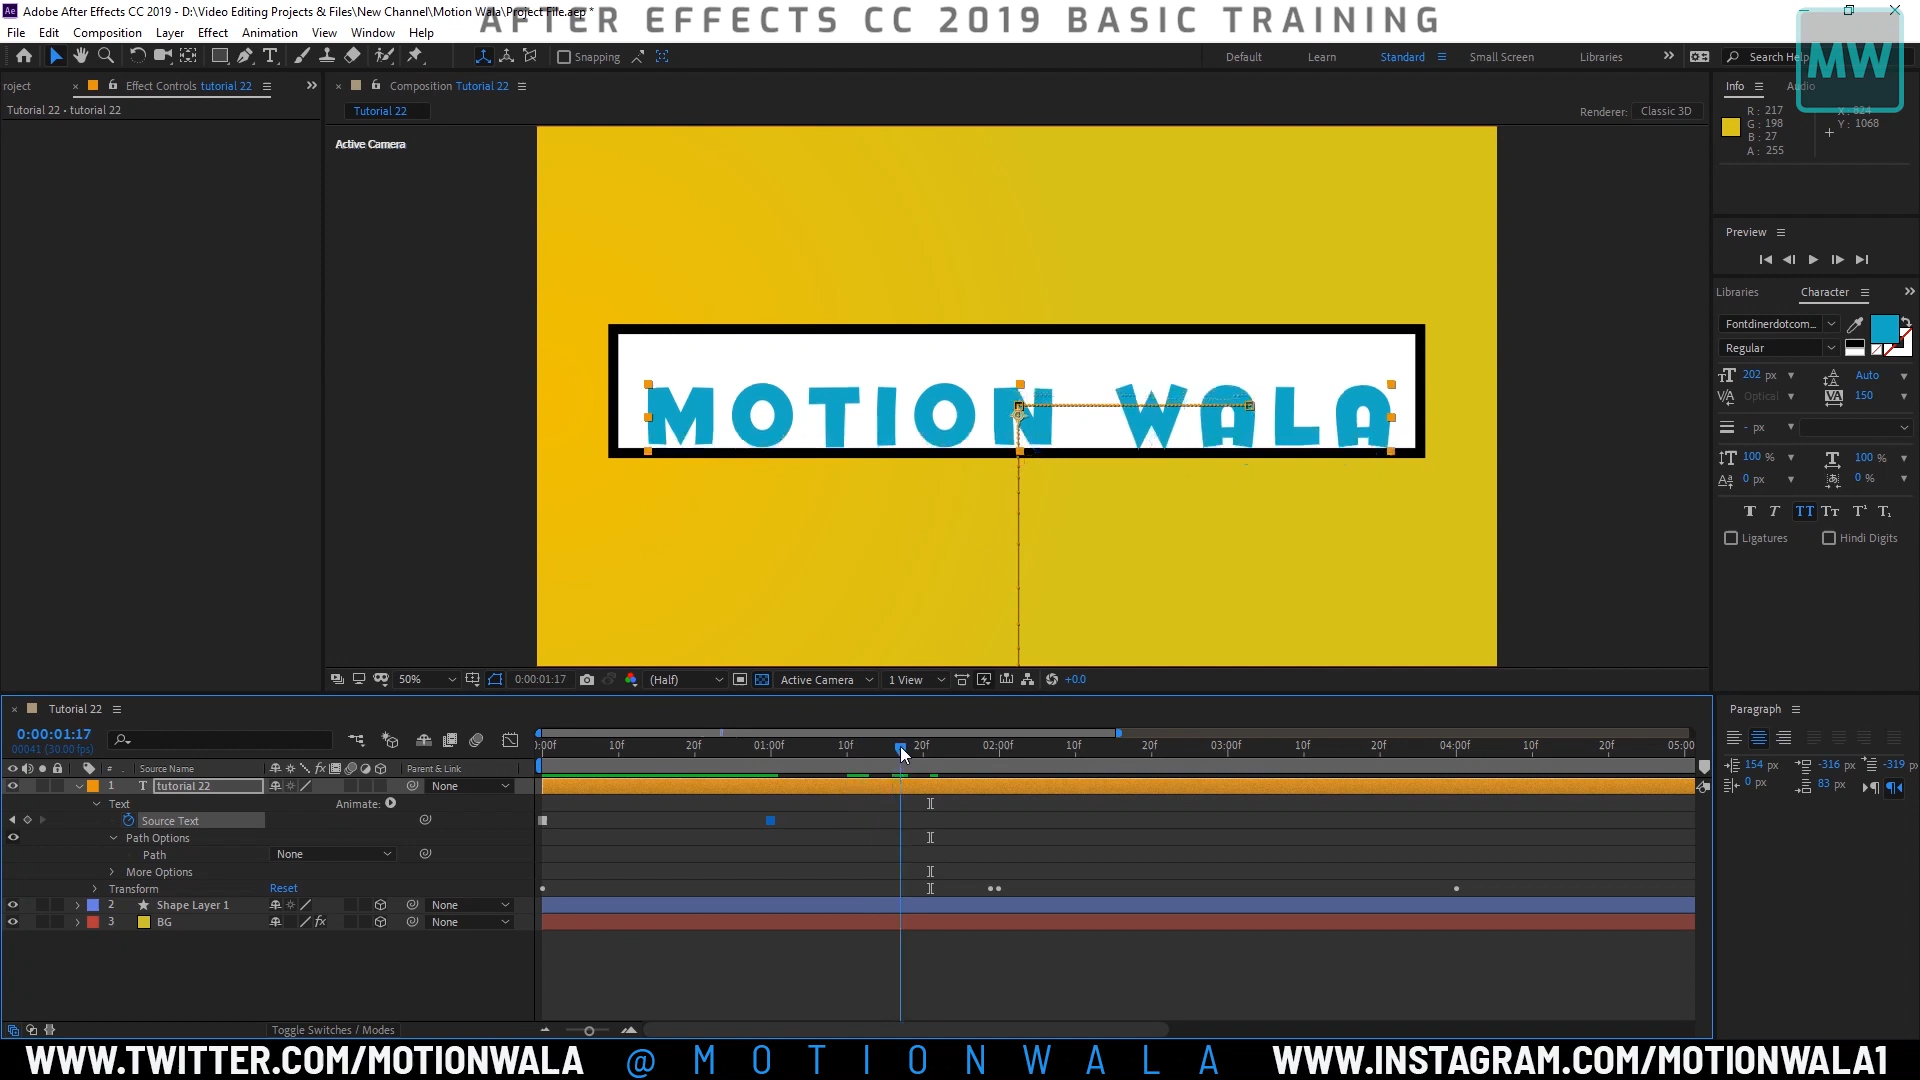 Adobe After Effects CC 2019 - D:\Video Editing Projects & Files\New Channel\Motion Wala\Project File.aep *
AFTER EFFECTS CC 2019 BASIC TRAINING
File Edit Composition Layer Effect Animation View Window Help
Snapping
Default Learn Standard Small Screen Libraries
Search Help
MW
roject
Effect Controls tutorial 22
Composition Tutorial 22
Info
Audio
Tutorial 22 • tutorial 22
Tutorial 22
Renderer: Classic 3D
R: 217
G: 198
B: 27
A: 255
X: 824
Y: 1068
Active Camera
Preview
Libraries Character
Fontdinerdotcom...
Regular
202 px Auto
Optical 150
- px
100 % 100 %
0 px 0 %
T T TT Tт T¹ T₁
Ligatures Hindi Digits
MOTION WALA
50% 0:00:01:17 (Half) Active Camera 1 View +0.0
Tutorial 22
0:00:01:17
00041 (30.00 fps)
):00f 10f 20f 01:00f 10f 20f 02:00f 10f 20f 03:00f 10f 20f 04:00f 10f 20f 05:00
# . Source Name fx Parent & Link
1 T tutorial 22 None
Text Animate:
Source Text
Path Options
Path None
More Options
Transform Reset
2 Shape Layer 1 None
3 BG fx None
Toggle Switches / Modes
Paragraph
154 px -316 px -319 p
0 px 83 px
WWW.TWITTER.COM/MOTIONWALA @MOTIONWALA WWW.INSTAGRAM.COM/MOTIONWALA1